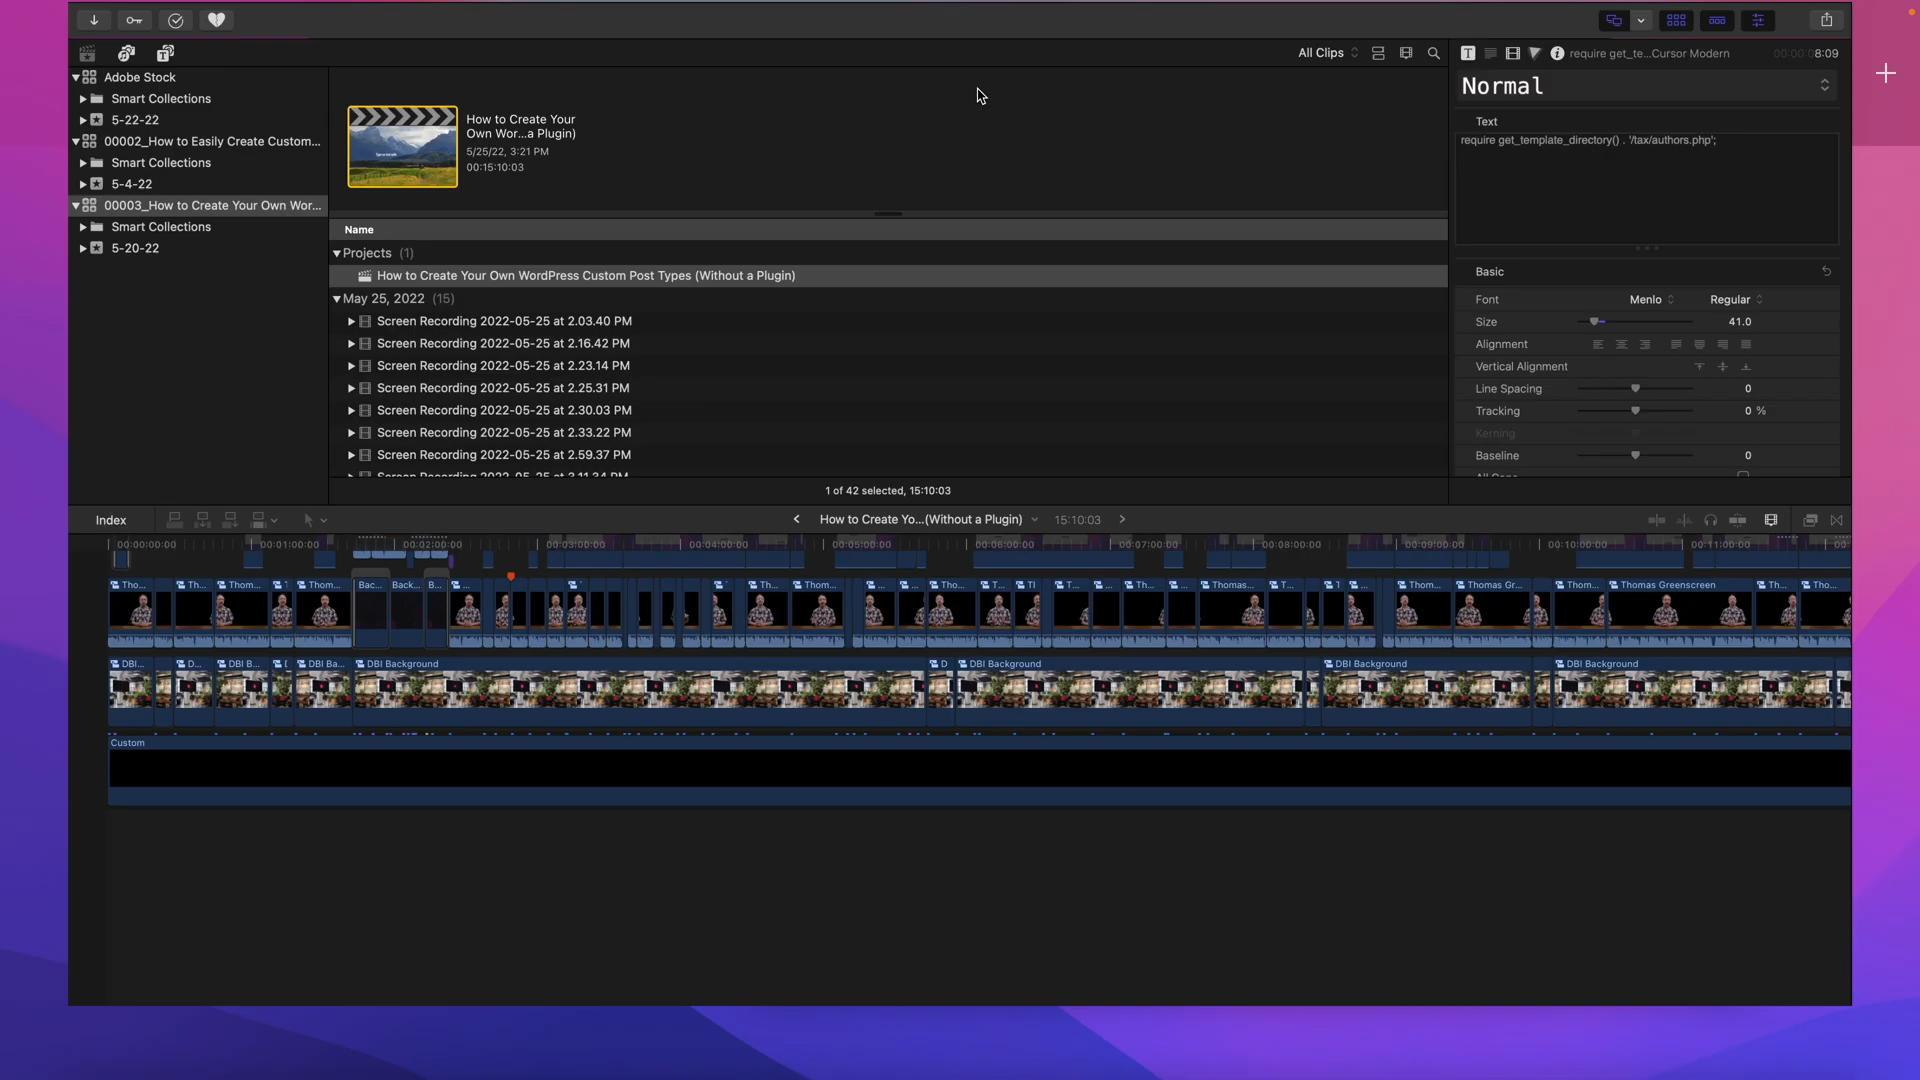 All Clips
require get_te...Cursor Modern
00:00:08:09
Adobe Stock
Smart Collections
5-22-22
00002_How to Easily Create Custom...
Smart Collections
5-4-22
00003_How to Create Your Own Wor...
Smart Collections
5-20-22
How to Create Your
Own Wor...a Plugin)
5/25/22, 3:21 PM
00:15:10:03
Name
Projects (1)
How to Create Your Own WordPress Custom Post Types (Without a Plugin)
May 25, 2022 (15)
Screen Recording 2022-05-25 at 2.03.40 PM
Screen Recording 2022-05-25 at 2.16.42 PM
Screen Recording 2022-05-25 at 2.23.14 PM
Screen Recording 2022-05-25 at 2.25.31 PM
Screen Recording 2022-05-25 at 2.30.03 PM
Screen Recording 2022-05-25 at 2.33.22 PM
Screen Recording 2022-05-25 at 2.59.37 PM
Screen Recording 2022-05-25 at 3.11.34 PM
1 of 42 selected, 15:10:03
Normal
Text
require get_template_directory() . '/tax/authors.php';
Basic
Font Menlo Regular
Size 41.0
Alignment
Vertical Alignment
Line Spacing 0
Tracking 0 %
Kerning
Baseline 0
All Caps
Index
How to Create Yo...(Without a Plugin) 15:10:03
00:00:00:00 00:01:00:00 00:02:00:00 00:03:00:00 00:04:00:00 00:05:00:00 00:06:00:00 00:07:00:00 00:08:00:00 00:09:00:00 00:10:00:00 00:11:00:00 00:
Tho... Th... Thom... Thom... Bac... Back... B... ... Th... Thom... ... ... Tho... T... Tl T... ... Th... ... Thomas... T... ... Thom... Thomas Gr... Thom... Thomas Greenscreen Th... Tho...
DBI... D... DBI B... DBI Ba... DBI Background D DBI Background DBI Background DBI Background
Custom